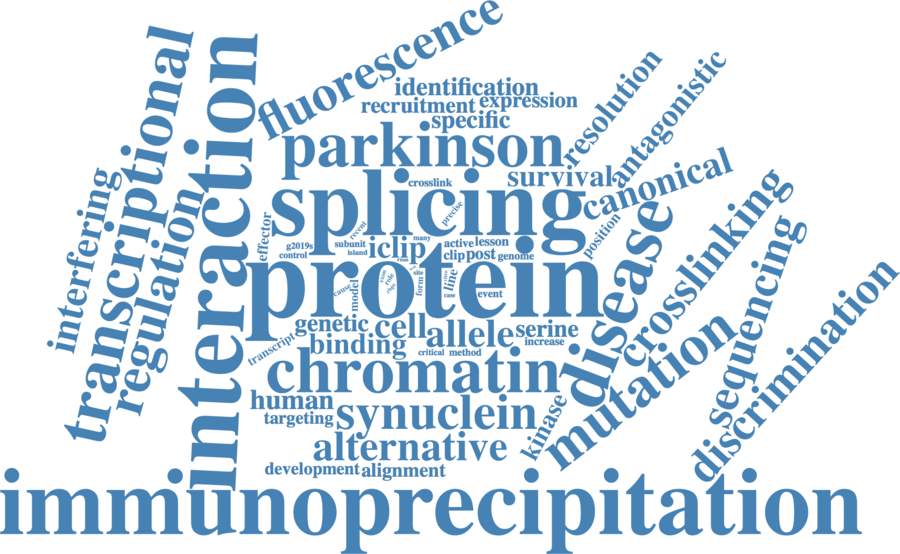 fluorescence
identification
recruitment
expression
specific
resolution
antagonistic
transcriptional
interaction
parkinson
crosslink
survival
canonical
interfering
regulation
splicing
precise
recent
position
effector
g2019s
control
subunit
island
iclip
many
active
lesson
clip
post
genome
protein
disease
crosslinking
sequencing
discrimination
cause
model
role
site
form
line
case
event
genetic
cell
allele
serine
increase
transcript
binding
critical
method
chromatin
mutation
human
targeting
synuclein
kinase
alternative
development
alignment
immunoprecipitation